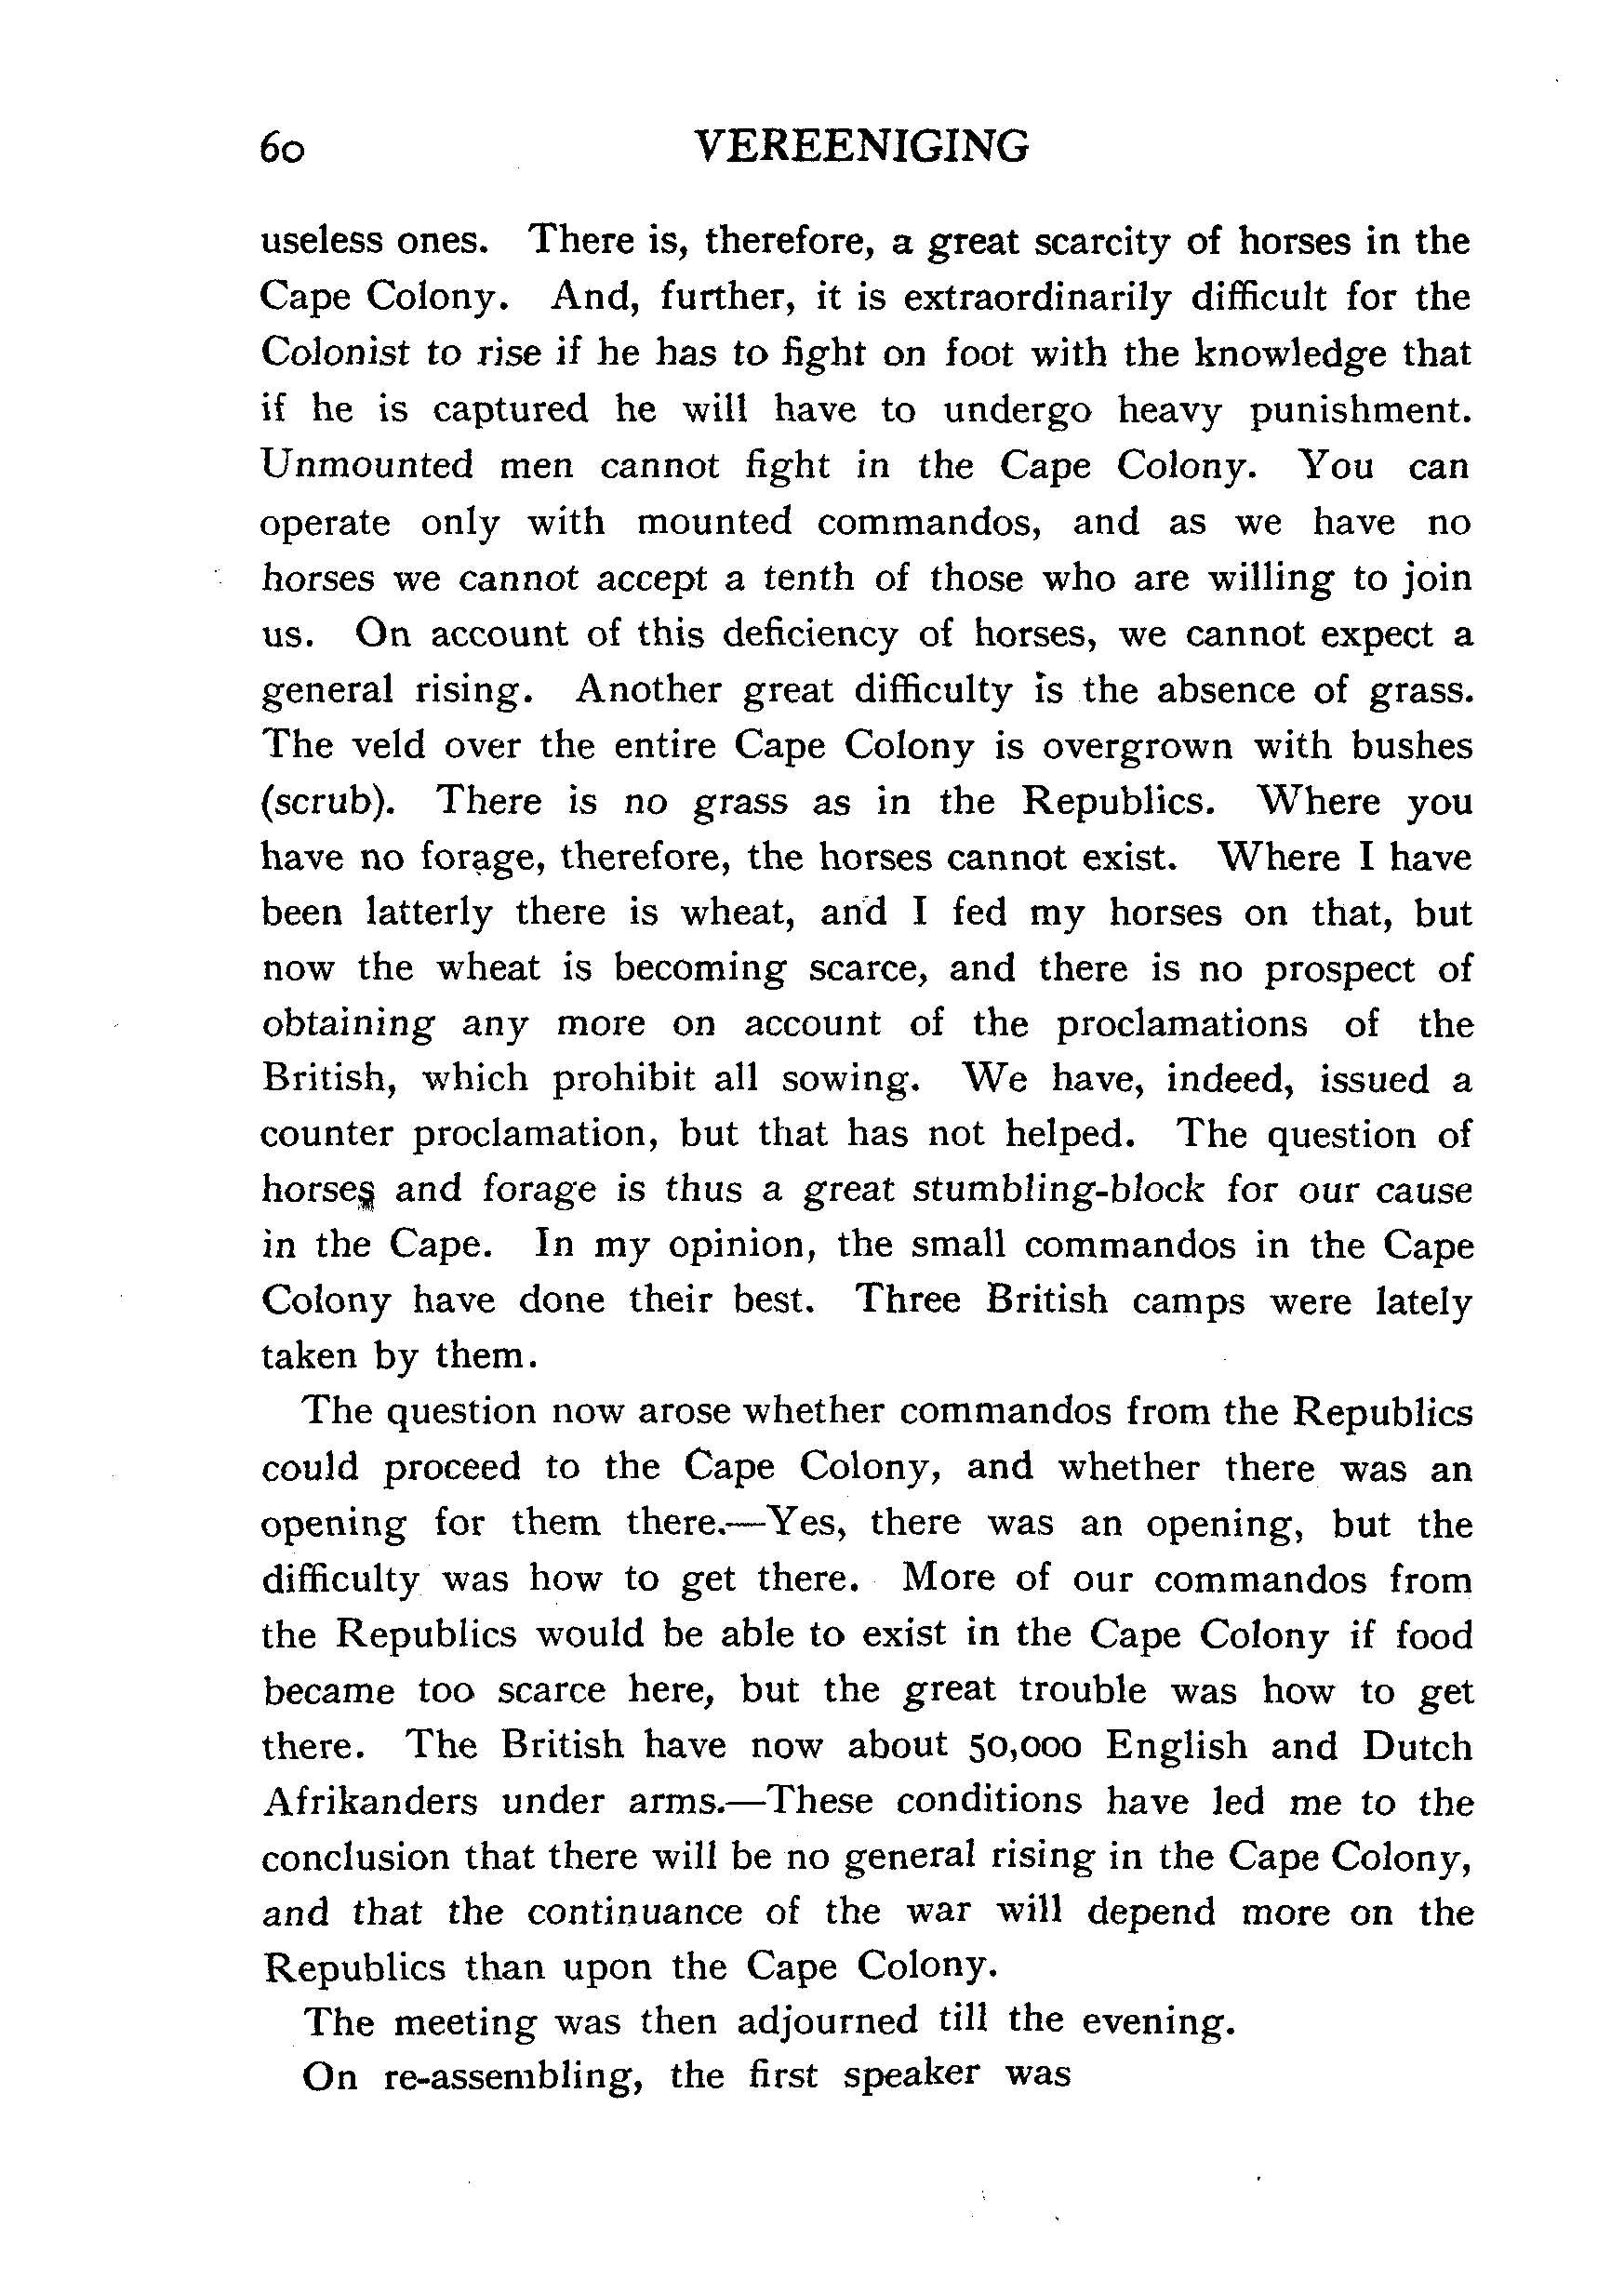 60 VEREENIGING
useless ones. There is, therefore, a great scarcity of horses in the
Cape Colony. And, further, it is extraordinarily difficult for the
Colonist to rise if he has to fight on foot with the knowledge that
if he is captured he will have to undergo heavy punishment.
Unmounted men cannot fight in the Cape Colony. You can
operate only with mounted commandos, and as we have no
horses we cannot accept a tenth of those who are willing to join
us. On account of this deficiency of horses, we cannot expect a
general rising. Another great difficulty is the absence of grass.
The veld over the entire Cape Colony is overgrown with bushes
(scrub). There is no grass as in the Republics. Where you
have no forage, therefore, the horses cannot exist. Where I have
been latterly there is wheat, and I fed my horses on that, but
now the wheat is becoming scarce, and there is no prospect of
obtaining any more on account of the proclamations of the
British, which prohibit all sowing. We have, indeed, issued a
counter proclamation, but that has not helped. The question of
horses and forage is thus a great stumbling-block for our cause
in the Cape. In my opinion, the small commandos in the Cape
Colony have done their best. Three British camps were lately
taken by them.
The question now arose whether commandos from the Republics
could proceed to the Cape Colony, and whether there was an
opening for them there.—Yes, there was an opening, but the
difficulty was how to get there. More of our commandos from
the Republics would be able to exist in the Cape Colony if food
became too scarce here, but the great trouble was how to get
there. The British have now about 50,000 English and Dutch
Afrikanders under arms.—These conditions have led me to the
conclusion that there will be no general rising in the Cape Colony,
and that the continuance of the war will depend more on the
Republics than upon the Cape Colony.
The meeting was then adjourned till the evening.
On re-assembling, the first speaker was